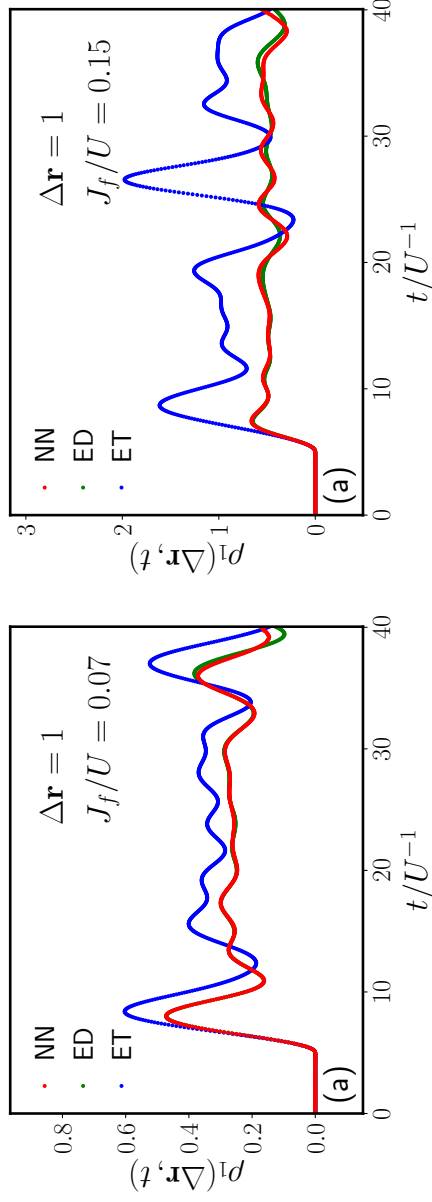 Δr = 1
J_f/U = 0.07
NN
ED
ET
(a)
0.8
0.6
0.4
0.2
0.0
ρ₁(Δr, t)
0
10
20
30
40
t/U⁻¹
Δr = 1
J_f/U = 0.15
NN
ED
ET
(a)
3
2
1
0
ρ₁(Δr, t)
0
10
20
30
40
t/U⁻¹